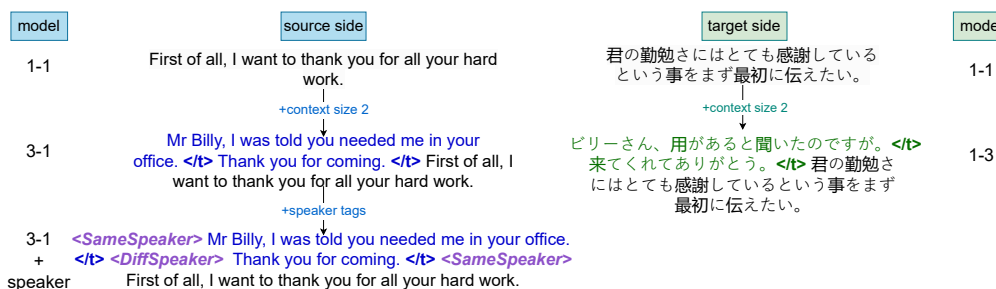 model
source side
target side
mode
1-1
First of all, I want to thank you for all your hard
work.
君の勤勉さにはとても感謝している
という事をまず最初に伝えたい。
1-1
+context size 2
+context size 2
3-1
Mr Billy, I was told you needed me in your
office. </t> Thank you for coming. </t> First of all, I
want to thank you for all your hard work.
ビリーさん、用があると聞いたのですが。</t>
来てくれてありがとう。</t> 君の勤勉さ
にはとても感謝しているという事をまず
最初に伝えたい。
1-3
+speaker tags
3-1
+
speaker
<SameSpeaker> Mr Billy, I was told you needed me in your office.
</t> <DiffSpeaker> Thank you for coming. </t> <SameSpeaker>
First of all, I want to thank you for all your hard work.